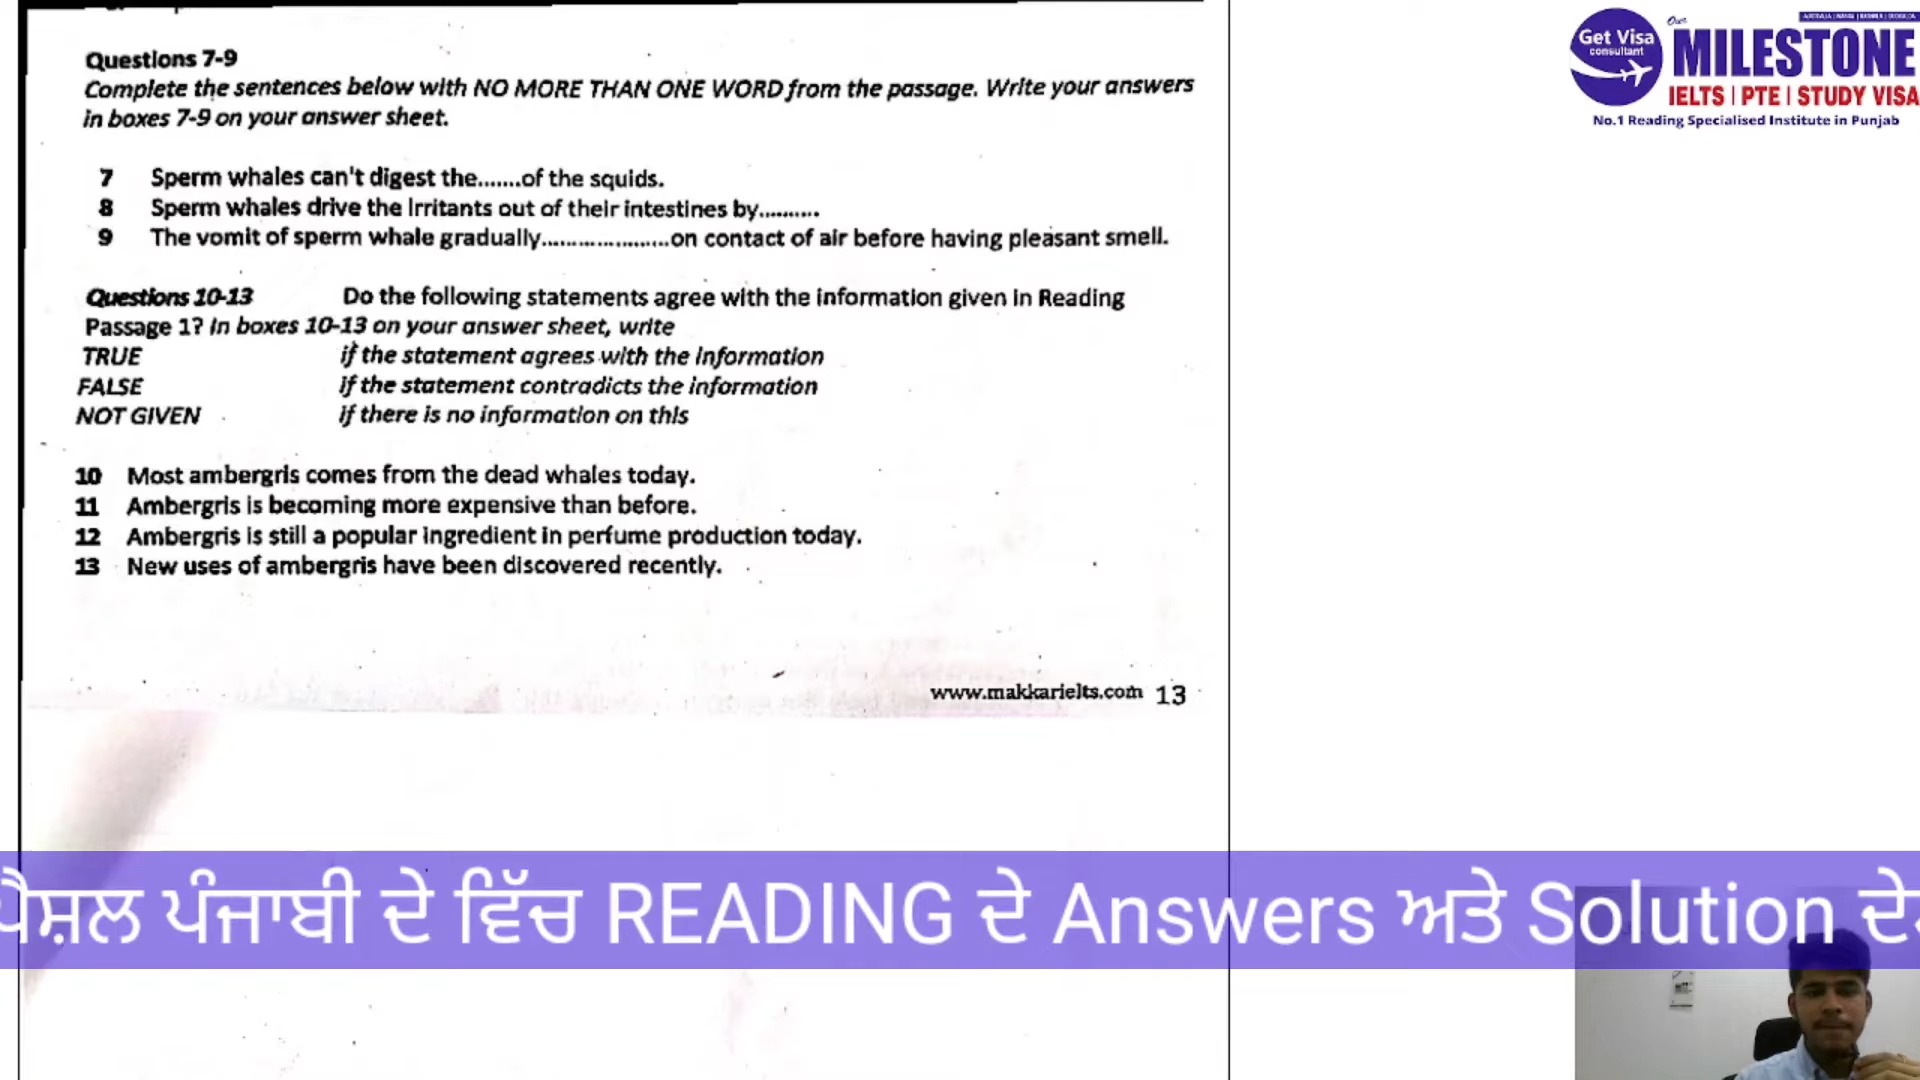 Questions 7-9
Complete the sentences below with NO MORE THAN ONE WORD from the passage. Write your answers
in boxes 7-9 on your answer sheet.
7 Sperm whales can't digest the.......of the squids.
8 Sperm whales drive the irritants out of their intestines by..........
9 The vomit of sperm whale gradually......................on contact of air before having pleasant smell.
Questions 10-13 Do the following statements agree with the information given in Reading
Passage 1? In boxes 10-13 on your answer sheet, write
TRUE if the statement agrees with the information
FALSE if the statement contradicts the information
NOT GIVEN if there is no information on this
10 Most ambergris comes from the dead whales today.
11 Ambergris is becoming more expensive than before.
12 Ambergris is still a popular ingredient in perfume production today.
13 New uses of ambergris have been discovered recently.
www.makkarielts.com 13
Get Visa
consultant
Our
MILESTONE
IELTS | PTE | STUDY VISA
No.1 Reading Specialised Institute in Punjab
ਪੰਜਾਬੀ ਦੇ ਵਿੱਚ READING ਦੇ Answers ਅਤੇ Solution